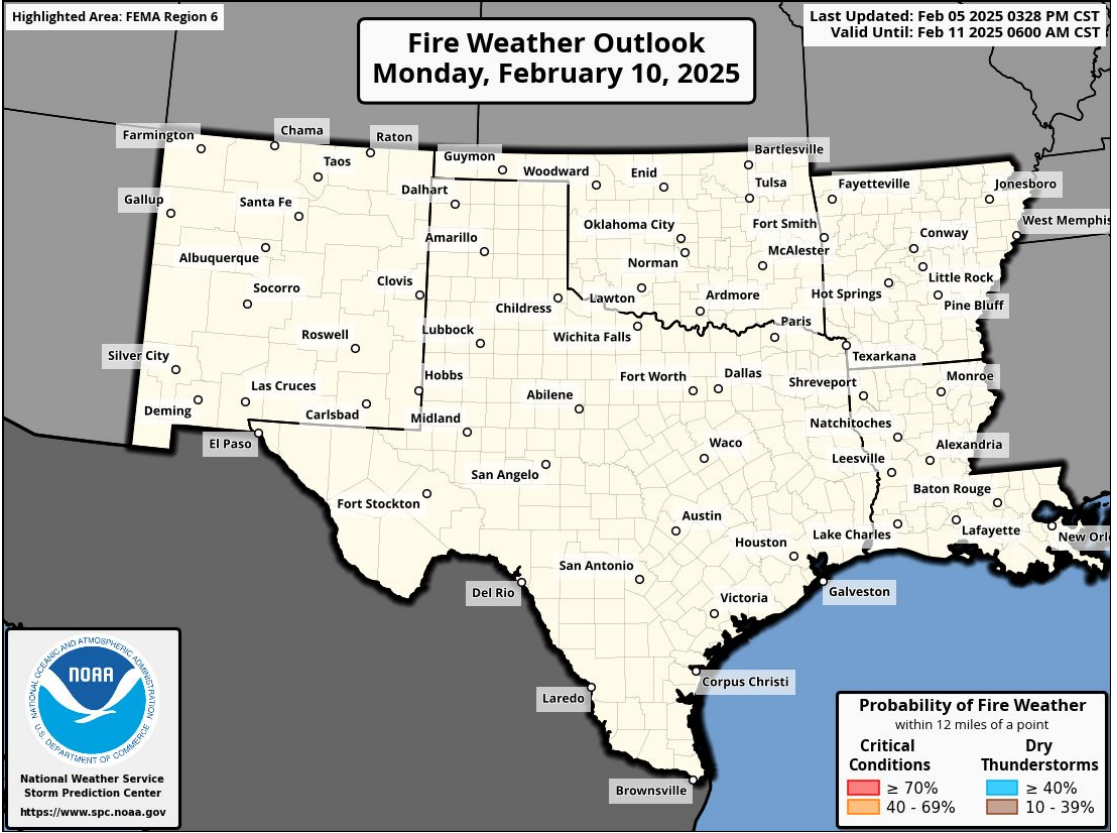 Highlighted Area: FEMA Region 6
Fire Weather Outlook
Monday, February 10, 2025
Last Updated: Feb 05 2025 0328 PM CST
Valid Until: Feb 11 2025 0600 AM CST
Farmington
Chama
Raton
Taos
Guymon
Woodward
Enid
Bartlesville
Tulsa
Fayetteville
Jonesboro
Gallup
Santa Fe
Dalhart
Oklahoma City
Fort Smith
West Memphis
Albuquerque
Amarillo
Norman
McAlester
Conway
Socorro
Clovis
Childress
Lawton
Ardmore
Hot Springs
Little Rock
Pine Bluff
Roswell
Lubbock
Wichita Falls
Paris
Texarkana
Silver City
Las Cruces
Hobbs
Fort Worth
Dallas
Shreveport
Monroe
Deming
Carlsbad
Midland
Abilene
Natchitoches
El Paso
Waco
Leesville
Alexandria
San Angelo
Fort Stockton
Baton Rouge
Austin
Houston
Lake Charles
Lafayette
New Orl
San Antonio
Del Rio
Victoria
Galveston
Laredo
Corpus Christi
Brownsville
NATIONAL OCEANIC AND ATMOSPHERIC ADMINISTRATION
NOAA
U.S. DEPARTMENT OF COMMERCE
National Weather Service
Storm Prediction Center
https://www.spc.noaa.gov
Probability of Fire Weather
within 12 miles of a point
Critical Conditions
≥ 70%
40 - 69%
Dry Thunderstorms
≥ 40%
10 - 39%